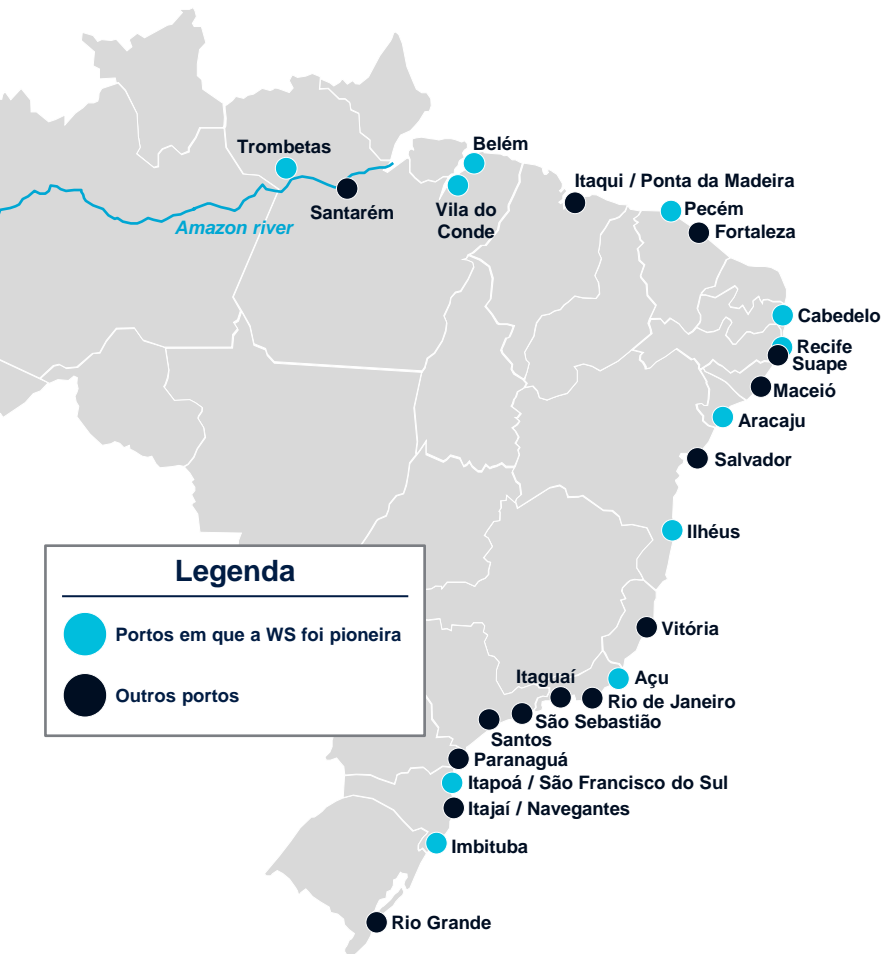 Belém
Trombetas
Itaqui / Ponta da Madeira
Santarém
Vila do
Conde
Pecém
Amazon river
Fortaleza
Cabedelo
Recife
Suape
Maceió
Aracaju
Salvador
Ilhéus
Legenda
Portos em que a WS foi pioneira
Outros portos
Vitória
Itaguaí
Açu
Rio de Janeiro
São Sebastião
Santos
Paranaguá
Itapoá / São Francisco do Sul
Itajaí / Navegantes
Imbituba
Rio Grande